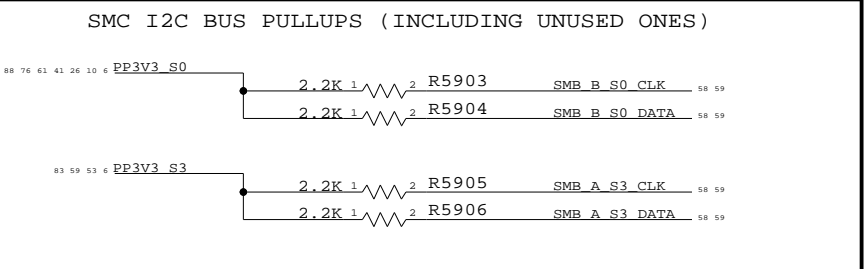 SMC I2C BUS PULLUPS (INCLUDING UNUSED ONES)
88 76 61 41 26 10 6 PP3V3_S0
2.2K 1 2 R5903 SMB_B_S0_CLK 58 59
2.2K 1 2 R5904 SMB_B_S0_DATA 58 59
83 59 53 6 PP3V3_S3
2.2K 1 2 R5905 SMB_A_S3_CLK 58 59
2.2K 1 2 R5906 SMB_A_S3_DATA 58 59